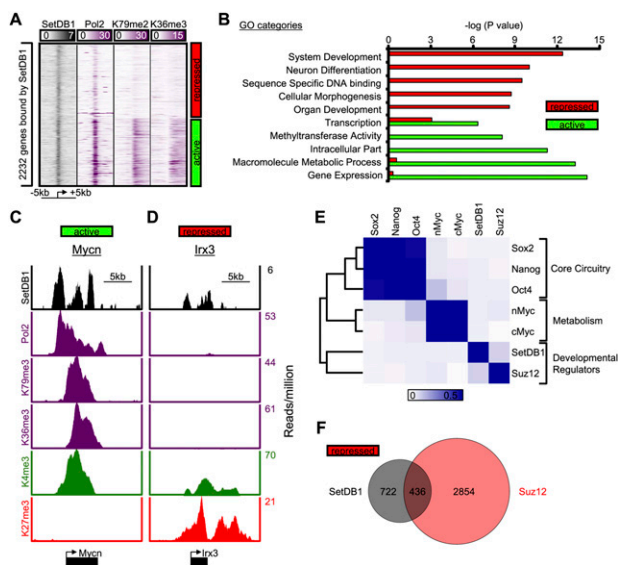 A
SetDB1 Pol2 K79me2 K36me3
0 7 0 30 0 30 0 15
2232 genes bound by SetDB1
repressed
active
-5kb +5kb
B
GO categories
-log (P value)
0 3 6 9 12 15
System Development
Neuron Differentiation
Sequence Specific DNA binding
Cellular Morphogenesis
Organ Development
Transcription
Methyltransferase Activity
Intracellular Part
Macromolecule Metabolic Process
Gene Expression
repressed
active
C
active
Mycn
5kb
D
repressed
Irx3
5kb
SetDB1
6
Pol2
53
K79me3
44
K36me3
61
K4me3
70
K27me3
21
Reads/million
Mycn
Irx3
E
Sox2 Nanog Oct4 nMyc cMyc SetDB1 Suz12
Sox2
Nanog
Oct4
nMyc
cMyc
SetDB1
Suz12
Core Circuitry
Metabolism
Developmental
Regulators
0 0.5
F
repressed
SetDB1 722 436 2854 Suz12